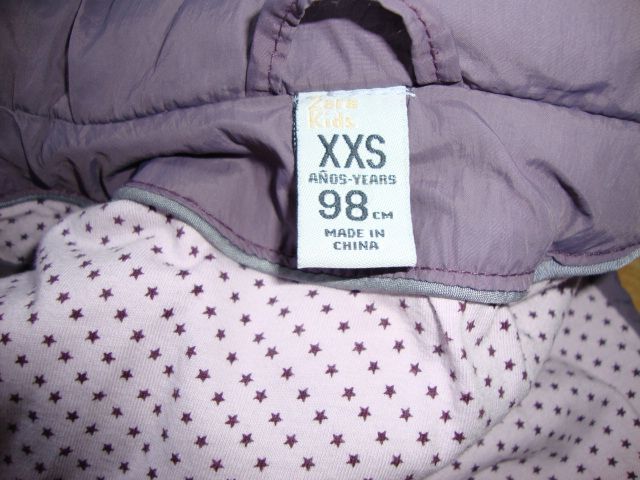 Zara
Kids
XXS
AÑOS-YEARS
98 CM
MADE IN
CHINA